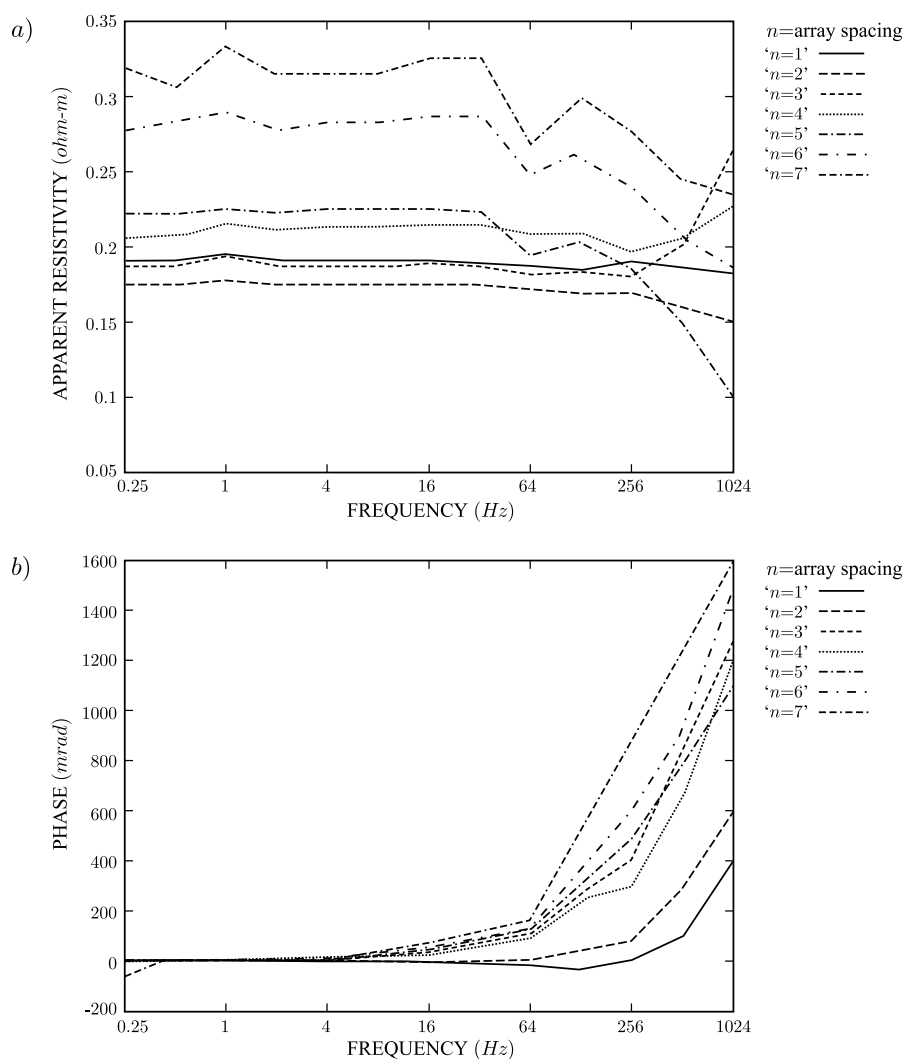 a)
0.35
0.3
0.25
0.2
0.15
0.1
0.05
APPARENT RESISTIVITY (ohm-m)
0.25 1 4 16 64 256 1024
FREQUENCY (Hz)
n=array spacing
‘n=1’
‘n=2’
‘n=3’
‘n=4’
‘n=5’
‘n=6’
‘n=7’
b)
1600
1400
1200
1000
800
600
400
200
0
-200
PHASE (mrad)
0.25 1 4 16 64 256 1024
FREQUENCY (Hz)
n=array spacing
‘n=1’
‘n=2’
‘n=3’
‘n=4’
‘n=5’
‘n=6’
‘n=7’